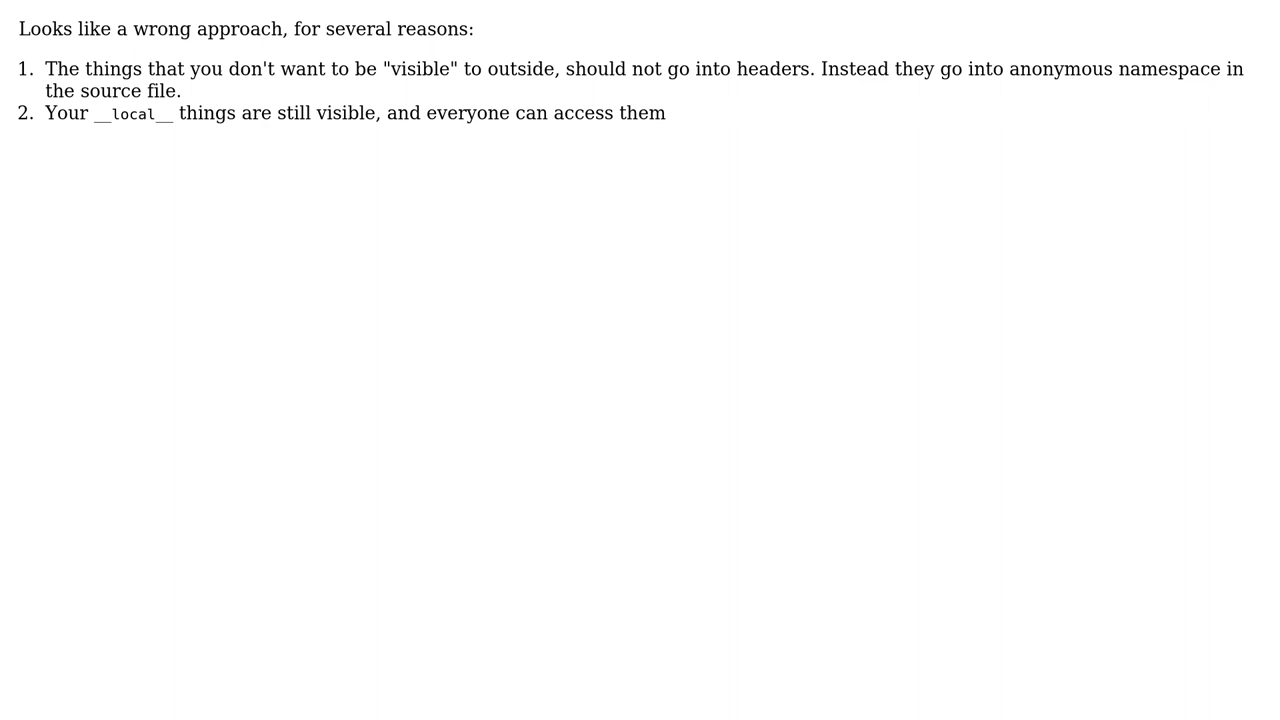 Looks like a wrong approach, for several reasons:
1. The things that you don't want to be "visible" to outside, should not go into headers. Instead they go into anonymous namespace in
the source file.
2. Your __local__ things are still visible, and everyone can access them